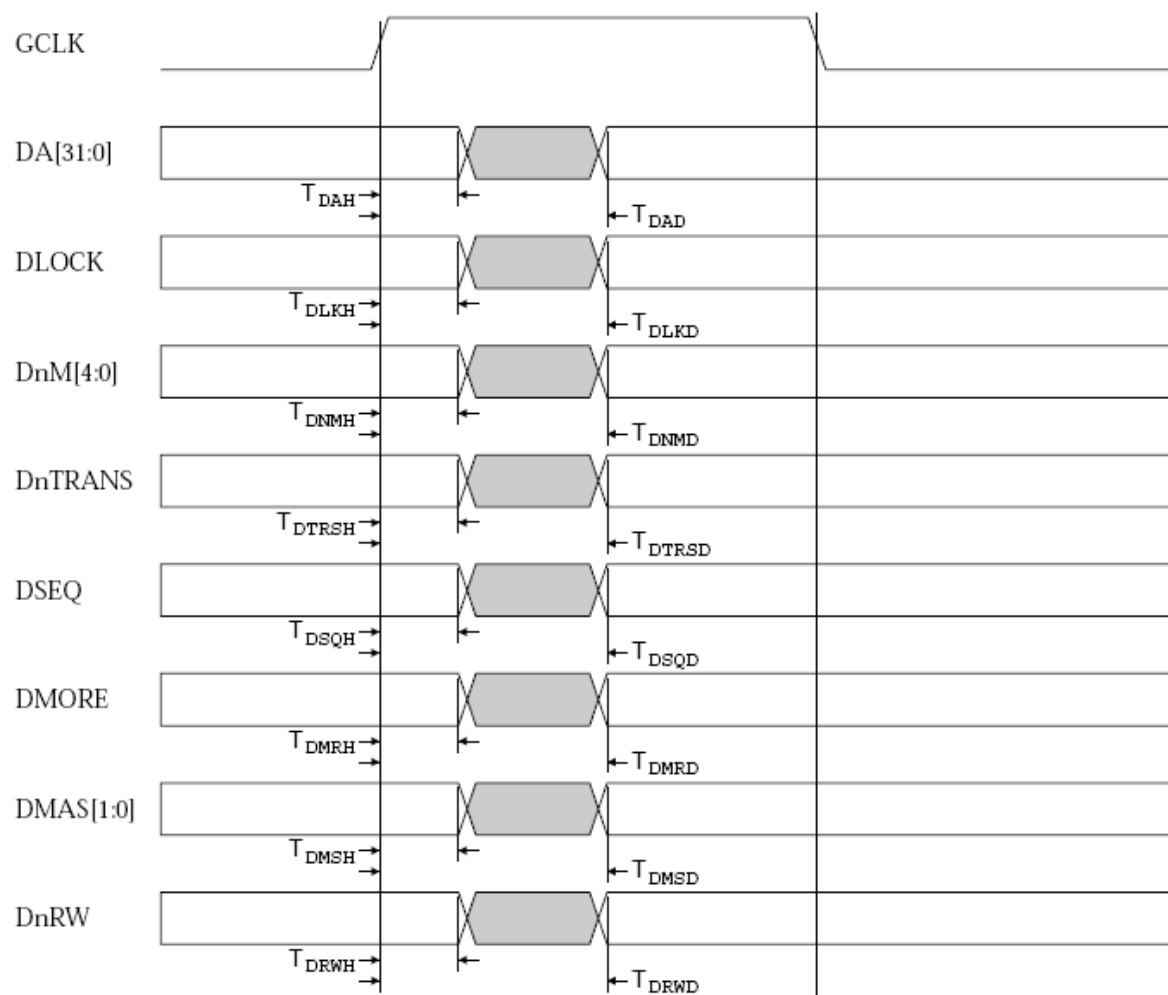 GCLK
DA[31:0]
TDAH
TDAD
DLOCK
TDLKH
TDLKD
DnM[4:0]
TDNMH
TDNMD
DnTRANS
TDTRSH
TDTRSD
DSEQ
TDSQH
TDSQD
DMORE
TDMRH
TDMRD
DMAS[1:0]
TDMSH
TDMSD
DnRW
TDRWH
TDRWD